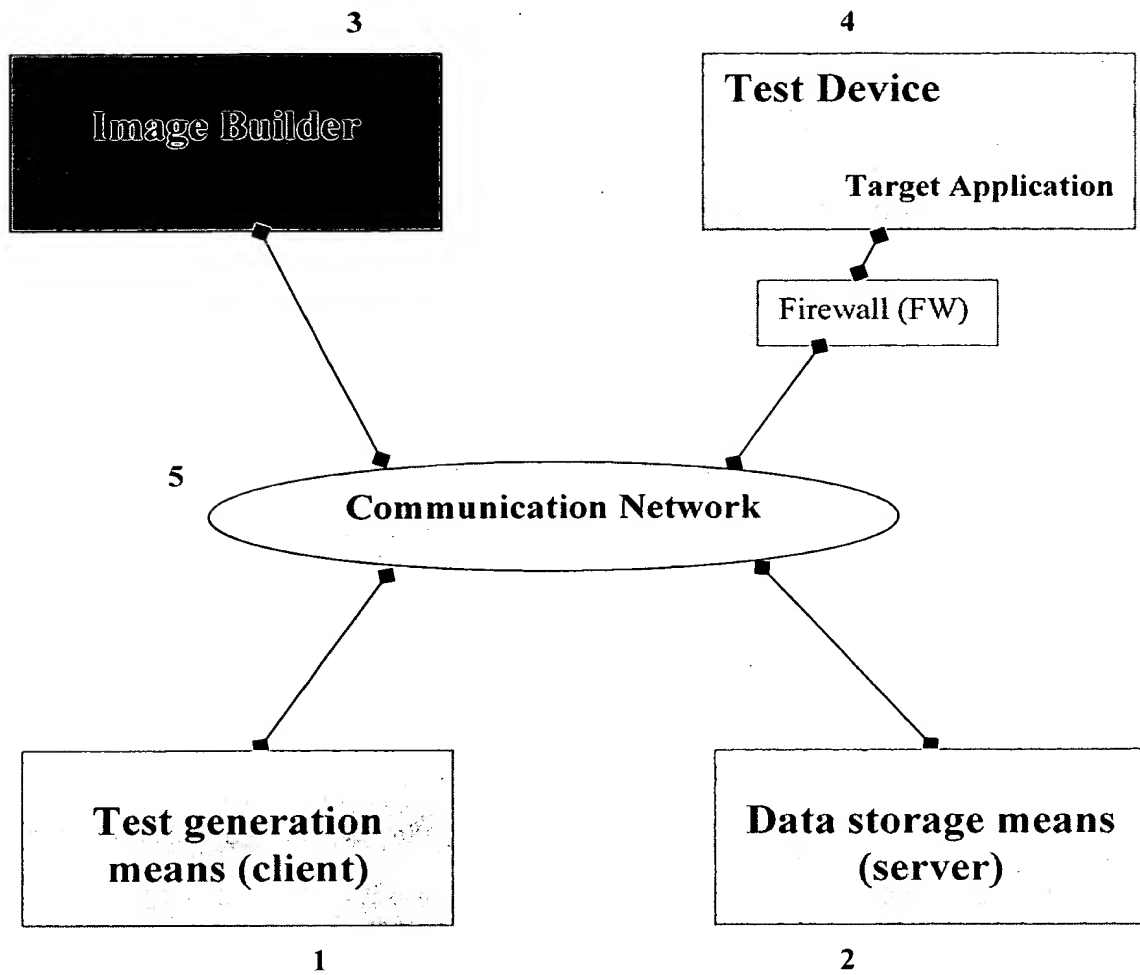 3
4
Image Builder
Test Device
Target Application
Firewall (FW)
5
Communication Network
Test generation
means (client)
Data storage means
(server)
1
2